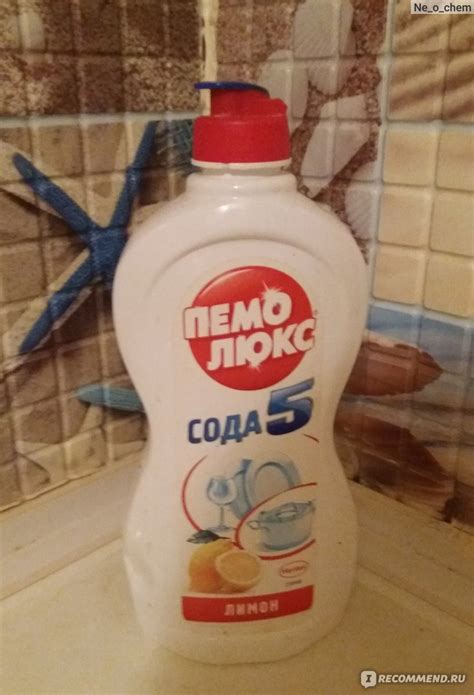 Ne_o_chem
ПЕМО
ЛЮКС
СОДА 5
ЛИМОН
IRECOMMEND.RU